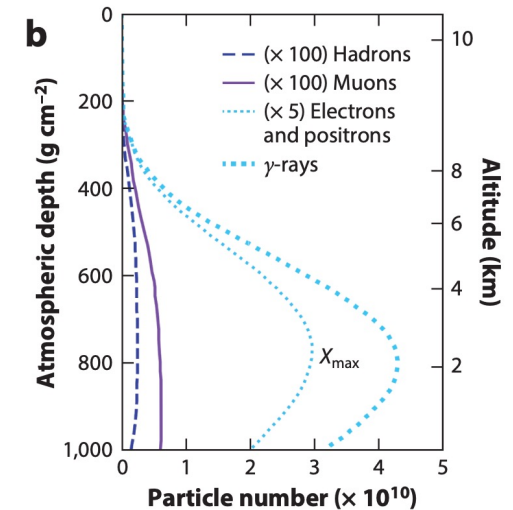 b
0
200
400
600
800
1,000
Atmospheric depth (g cm⁻²)
(× 100) Hadrons
(× 100) Muons
(× 5) Electrons
and positrons
γ-rays
Xmax
10
8
6
4
2
Altitude (km)
0 1 2 3 4 5
Particle number (× 10¹⁰)